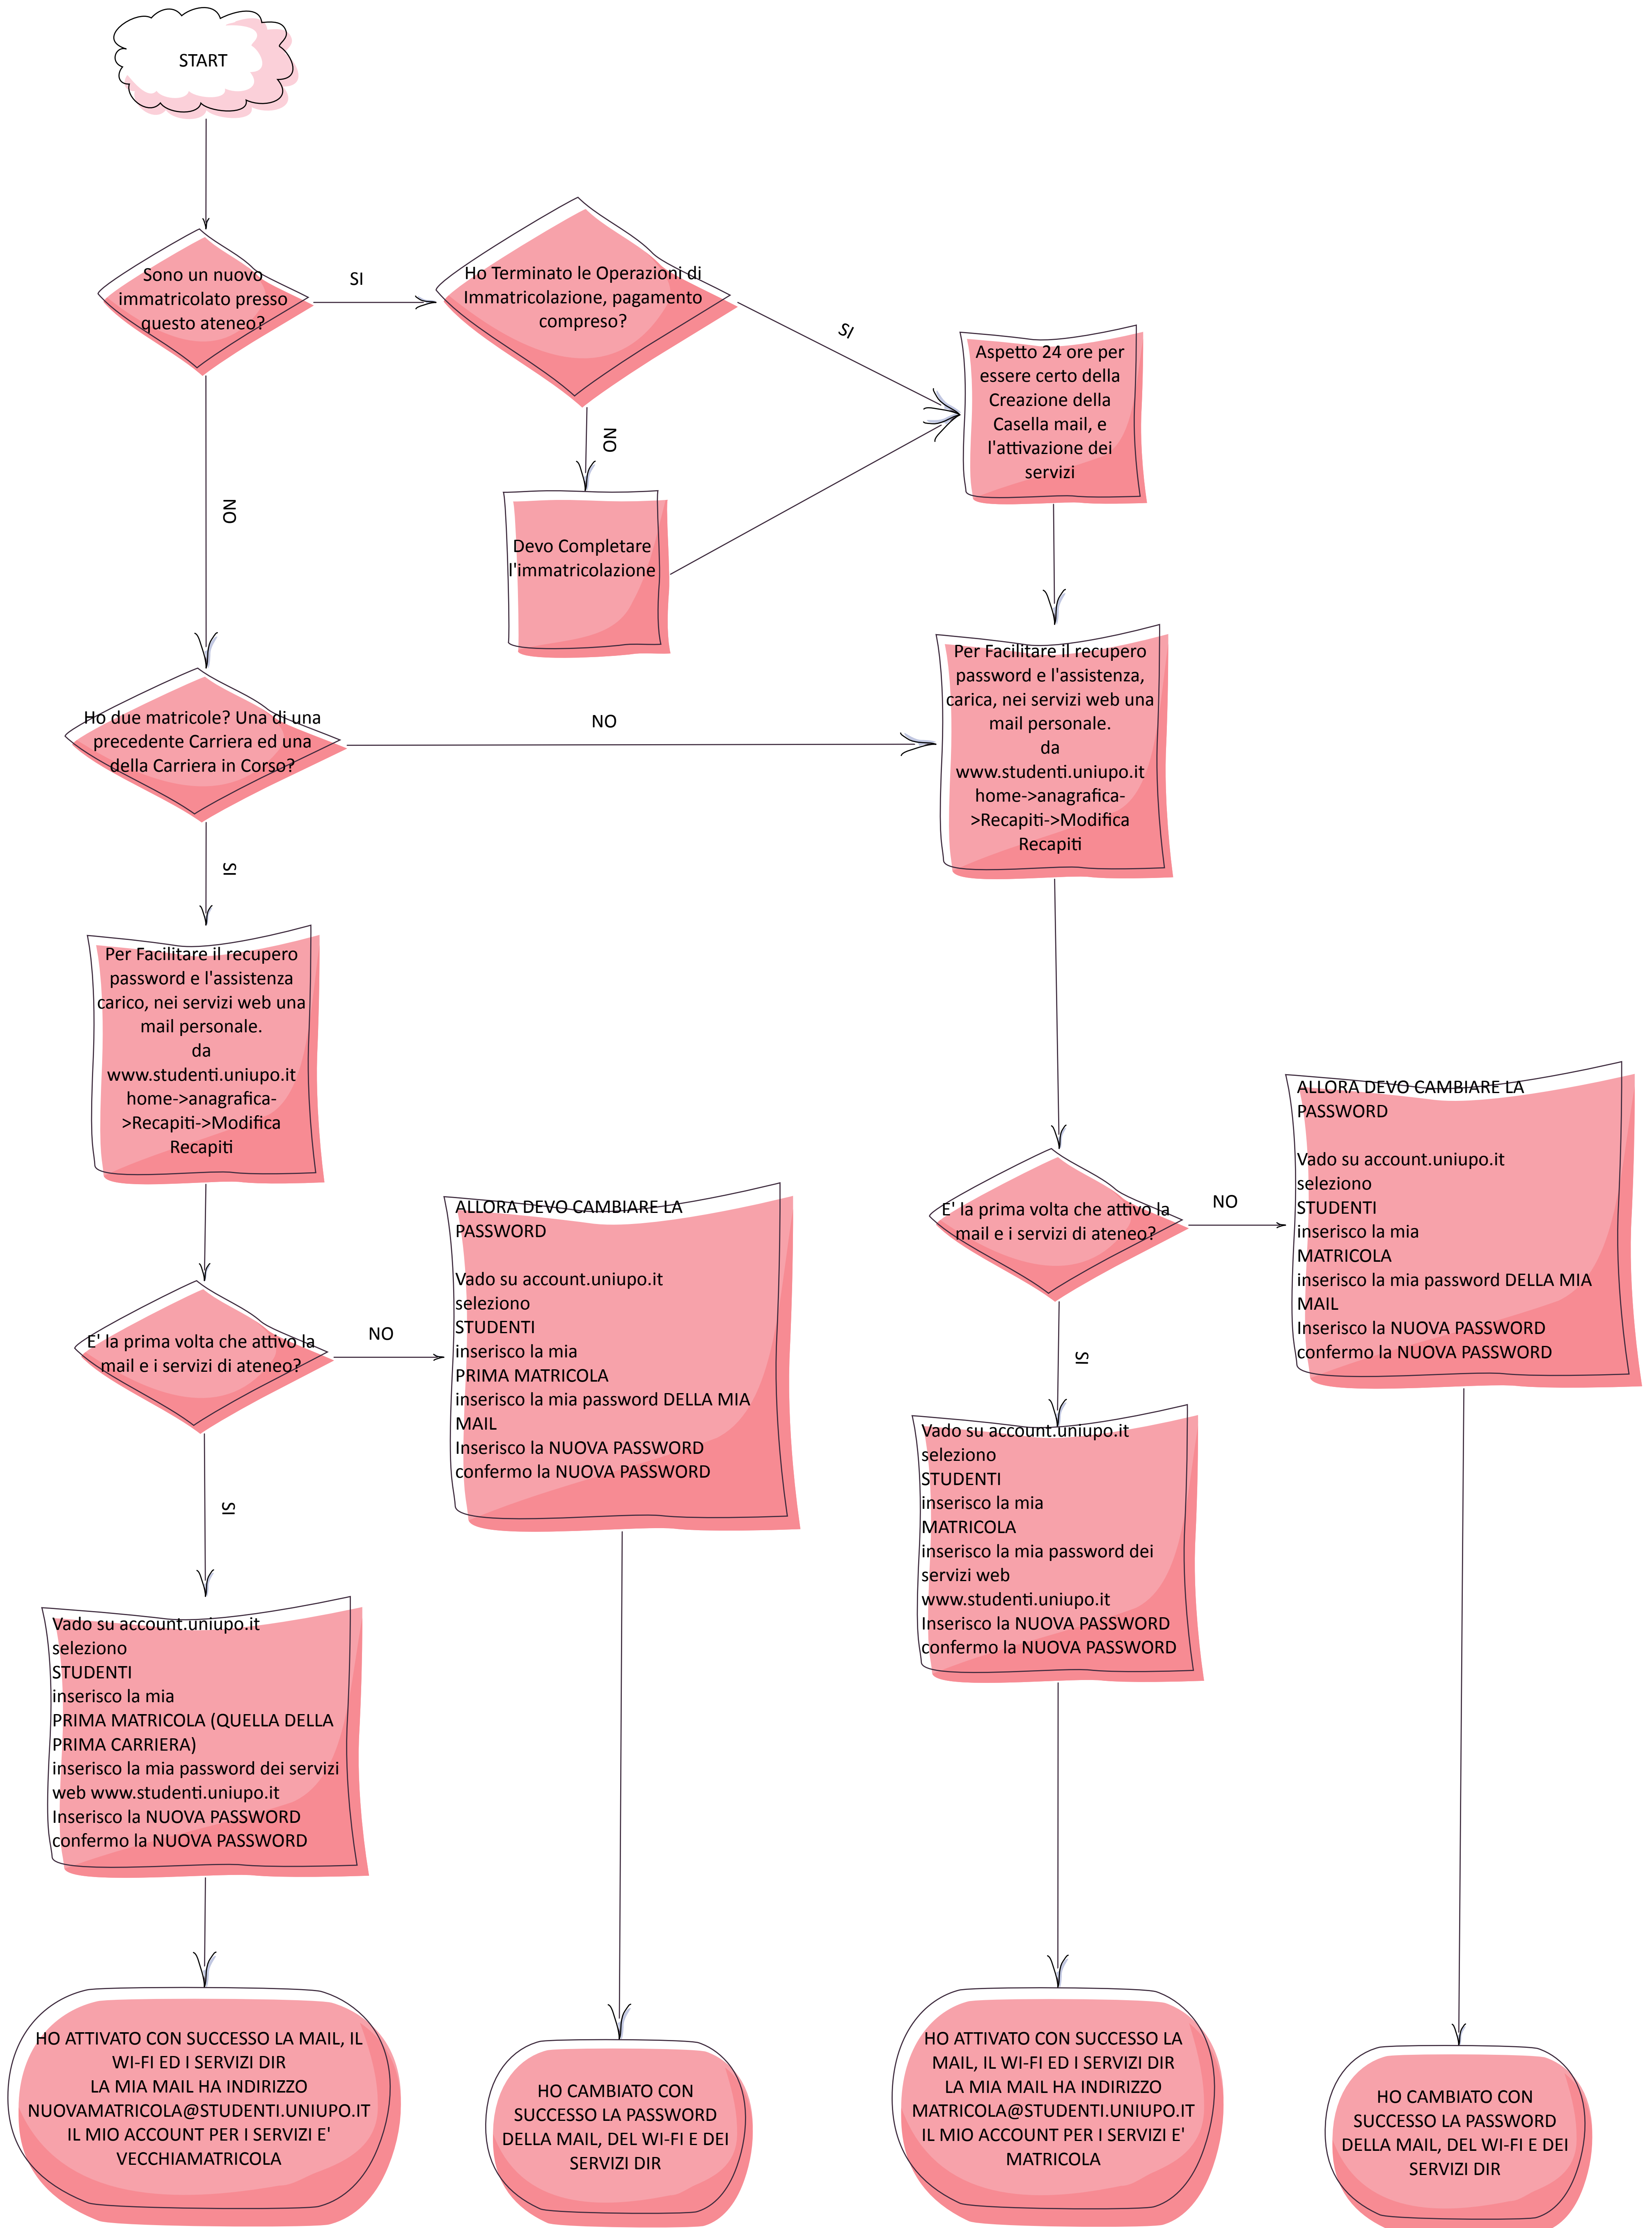 START
Sono un nuovo
immatricolato presso
questo ateneo?
SI
Ho Terminato le Operazioni di
Immatricolazione, pagamento
compreso?
SI
Aspetto 24 ore per
essere certo della
Creazione della
Casella mail, e
l'attivazione dei
servizi
NO
NO
Devo Completare
l'immatricolazione
Ho due matricole? Una di una
precedente Carriera ed una
della Carriera in Corso?
NO
Per Facilitare il recupero
password e l'assistenza,
carica, nei servizi web una
mail personale.
da
www.studenti.uniupo.it
home->anagrafica-
>Recapiti->Modifica
Recapiti
SI
Per Facilitare il recupero
password e l'assistenza
carico, nei servizi web una
mail personale.
da
www.studenti.uniupo.it
home->anagrafica-
>Recapiti->Modifica
Recapiti
E' la prima volta che attivo la
mail e i servizi di ateneo?
NO
ALLORA DEVO CAMBIARE LA
PASSWORD
Vado su account.uniupo.it
seleziono
STUDENTI
inserisco la mia
PRIMA MATRICOLA
inserisco la mia password DELLA MIA
MAIL
Inserisco la NUOVA PASSWORD
confermo la NUOVA PASSWORD
E' la prima volta che attivo la
mail e i servizi di ateneo?
NO
ALLORA DEVO CAMBIARE LA
PASSWORD
Vado su account.uniupo.it
seleziono
STUDENTI
inserisco la mia
MATRICOLA
inserisco la mia password DELLA MIA
MAIL
Inserisco la NUOVA PASSWORD
confermo la NUOVA PASSWORD
SI
SI
Vado su account.uniupo.it
seleziono
STUDENTI
inserisco la mia
PRIMA MATRICOLA (QUELLA DELLA
PRIMA CARRIERA)
inserisco la mia password dei servizi
web www.studenti.uniupo.it
Inserisco la NUOVA PASSWORD
confermo la NUOVA PASSWORD
Vado su account.uniupo.it
seleziono
STUDENTI
inserisco la mia
MATRICOLA
inserisco la mia password dei
servizi web
www.studenti.uniupo.it
Inserisco la NUOVA PASSWORD
confermo la NUOVA PASSWORD
HO ATTIVATO CON SUCCESSO LA MAIL, IL
WI-FI ED I SERVIZI DIR
LA MIA MAIL HA INDIRIZZO
NUOVAMATRICOLA@STUDENTI.UNIUPO.IT
IL MIO ACCOUNT PER I SERVIZI E'
VECCHIAMATRICOLA
HO CAMBIATO CON
SUCCESSO LA PASSWORD
DELLA MAIL, DEL WI-FI E DEI
SERVIZI DIR
HO ATTIVATO CON SUCCESSO LA
MAIL, IL WI-FI ED I SERVIZI DIR
LA MIA MAIL HA INDIRIZZO
MATRICOLA@STUDENTI.UNIUPO.IT
IL MIO ACCOUNT PER I SERVIZI E'
MATRICOLA
HO CAMBIATO CON
SUCCESSO LA PASSWORD
DELLA MAIL, DEL WI-FI E DEI
SERVIZI DIR